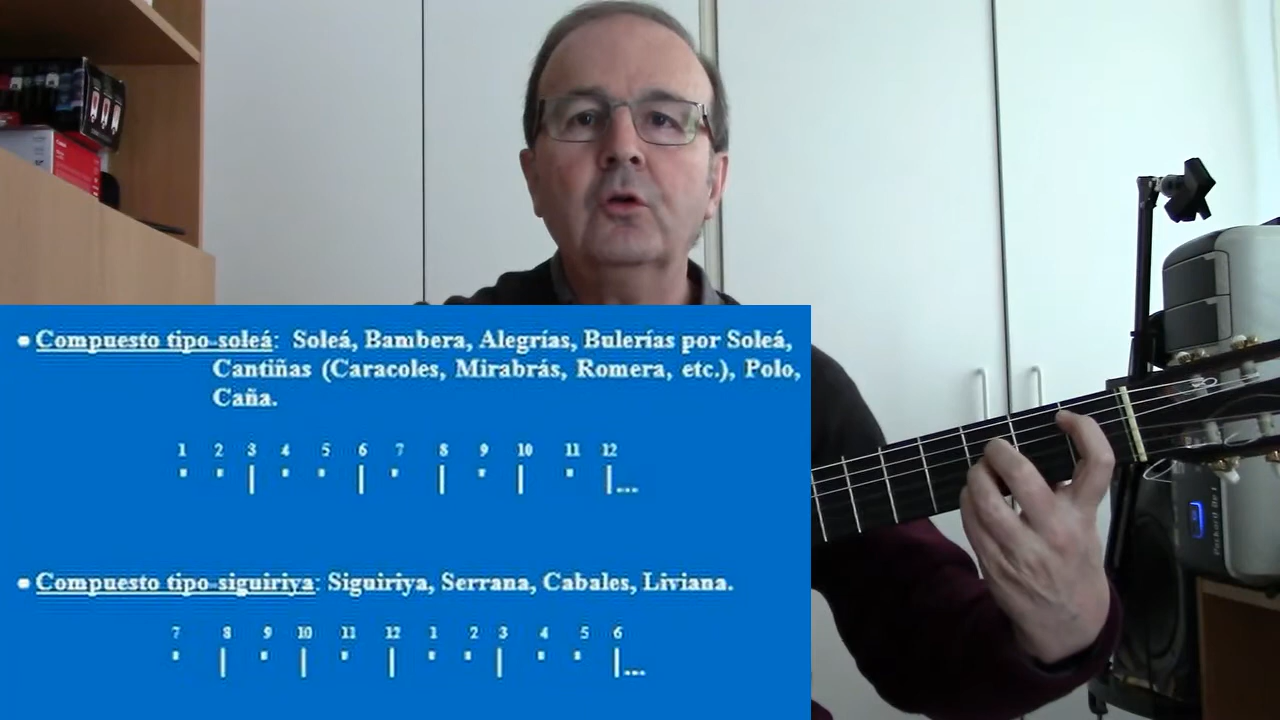 • Compuesto tipo soleá: Soleá, Bambera, Alegrías, Bulerías por Soleá,
Cantiñas (Caracoles, Mirabrás, Romera, etc.), Polo,
Caña.
1 2 3 4 5 6 7 8 9 10 11 12
. . | . . | . | . | . |...
• Compuesto tipo siguiriya: Siguiriya, Serrana, Cabales, Liviana.
7 8 9 10 11 12 1 2 3 4 5 6
. | . | . | . . | . . |...
Packard Bell